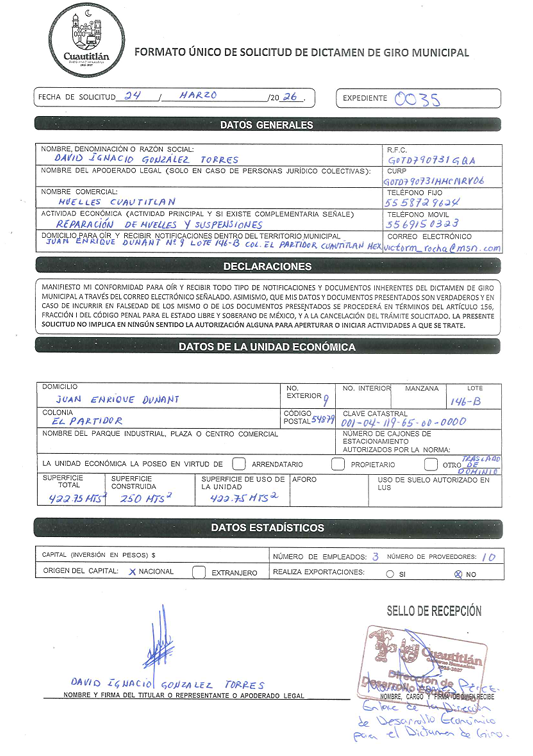 Cuautitlán
FORMATO ÚNICO DE SOLICITUD DE DICTAMEN DE GIRO MUNICIPAL
FECHA DE SOLICITUD 24 / MARZO /20 26. EXPEDIENTE 0035
DATOS GENERALES
NOMBRE, DENOMINACIÓN O RAZÓN SOCIAL: R.F.C.
DAVID IGNACIO GONZALEZ TORRES GOTD790731GQA
NOMBRE DEL APODERADO LEGAL (SOLO EN CASO DE PERSONAS JURÍDICO COLECTIVAS): CURP
GOTD790731HMCNRV06
NOMBRE COMERCIAL: TELÉFONO FIJO
MUELLES CUAUTITLAN 5558729624
ACTIVIDAD ECONÓMICA (ACTIVIDAD PRINCIPAL Y SI EXISTE COMPLEMENTARIA SEÑALE) TELÉFONO MOVIL
REPARACIÓN DE MUELLES Y SUSPENSIONES 5569150323
DOMICILIO PARA OÍR Y RECIBIR NOTIFICACIONES DENTRO DEL TERRITORIO MUNICIPAL CORREO ELECTRÓNICO
JUAN ENRIQUE DUNANT Nº 9 LOTE 146-B COL. EL PARTIDOR CUAUTITLAN MEX victorm_rocha@msn.com
DECLARACIONES
MANIFIESTO MI CONFORMIDAD PARA OÍR Y RECIBIR TODO TIPO DE NOTIFICACIONES Y DOCUMENTOS INHERENTES DEL DICTAMEN DE GIRO
MUNICIPAL A TRAVÉS DEL CORREO ELECTRÓNICO SEÑALADO. ASIMISMO, QUE MIS DATOS Y DOCUMENTOS PRESENTADOS SON VERDADEROS Y EN
CASO DE INCURRIR EN FALSEDAD DE LOS MISMO O DE LOS DOCUMENTOS PRESENTADOS SE PROCEDERÁ EN TÉRMINOS DEL ARTÍCULO 156,
FRACCIÓN I DEL CÓDIGO PENAL PARA EL ESTADO LIBRE Y SOBERANO DE MÉXICO, Y A LA CANCELACIÓN DEL TRÁMITE SOLICITADO. LA PRESENTE
SOLICITUD NO IMPLICA EN NINGÚN SENTIDO LA AUTORIZACIÓN ALGUNA PARA APERTURAR O INICIAR ACTIVIDADES A QUE SE TRATE.
DATOS DE LA UNIDAD ECONÓMICA
DOMICILIO NO. EXTERIOR NO. INTERIOR MANZANA LOTE
JUAN ENRIQUE DUNANT 9 146-B
COLONIA CÓDIGO POSTAL CLAVE CATASTRAL
EL PARTIDOR 54879 001-04-119-65-00-0000
NOMBRE DEL PARQUE INDUSTRIAL, PLAZA O CENTRO COMERCIAL NÚMERO DE CAJONES DE
ESTACIONAMIENTO
AUTORIZADOS POR LA NORMA:
LA UNIDAD ECONÓMICA LA POSEO EN VIRTUD DE ARRENDATARIO PROPIETARIO OTRO TRASLADO DE DOMINIO
SUPERFICIE TOTAL SUPERFICIE CONSTRUIDA SUPERFICIE DE USO DE LA UNIDAD AFORO USO DE SUELO AUTORIZADO EN LUS
422.75 MTS² 250 MTS² 422.75 MTS²
DATOS ESTADÍSTICOS
CAPITAL (INVERSIÓN EN PESOS) $ NÚMERO DE EMPLEADOS: 3 NÚMERO DE PROVEEDORES: 10
ORIGEN DEL CAPITAL: X NACIONAL EXTRANJERO REALIZA EXPORTACIONES: SI X NO
SELLO DE RECEPCIÓN
Cuautitlán
Dirección de
Desarrollo
DAVID IGNACIO GONZALEZ TORRES
NOMBRE Y FIRMA DEL TITULAR O REPRESENTANTE O APODERADO LEGAL
NOMBRE, CARGO Y FIRMA DE QUIEN RECIBE
Enlace de la Dirección
de Desarrollo Económico
para el Dictamen de Giro.